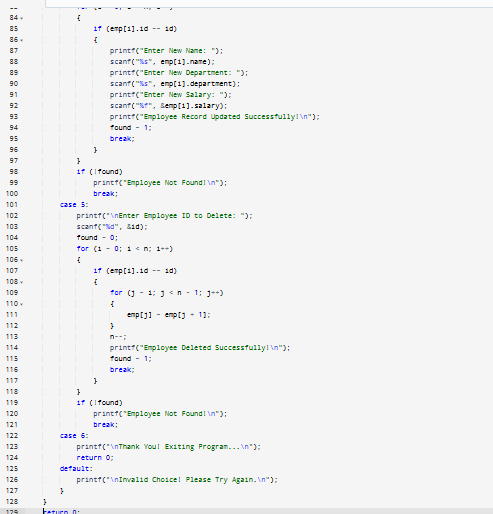 84
{
85 if (emp[i].id == id)
86 {
87 printf("Enter New Name: ");
88 scanf("%s", emp[i].name);
89 printf("Enter New Department: ");
90 scanf("%s", emp[i].department);
91 printf("Enter New Salary: ");
92 scanf("%f", &emp[i].salary);
93 printf("Employee Record Updated Successfully!\n");
94 found = 1;
95 break;
96 }
97 }
98 if (!found)
99 printf("Employee Not Found!\n");
100 break;
101 case 5:
102 printf("\nEnter Employee ID to Delete: ");
103 scanf("%d", &id);
104 found = 0;
105 for (i = 0; i < n; i++)
106 {
107 if (emp[i].id == id)
108 {
109 for (j = i; j < n - 1; j++)
110 {
111 emp[j] = emp[j + 1];
112 }
113 n--;
114 printf("Employee Deleted Successfully!\n");
115 found = 1;
116 break;
117 }
118 }
119 if (!found)
120 printf("Employee Not Found!\n");
121 break;
122 case 6:
123 printf("\nThank You! Exiting Program...\n");
124 return 0;
125 default:
126 printf("\nInvalid Choice! Please Try Again.\n");
127 }
128 }
129 return 0;